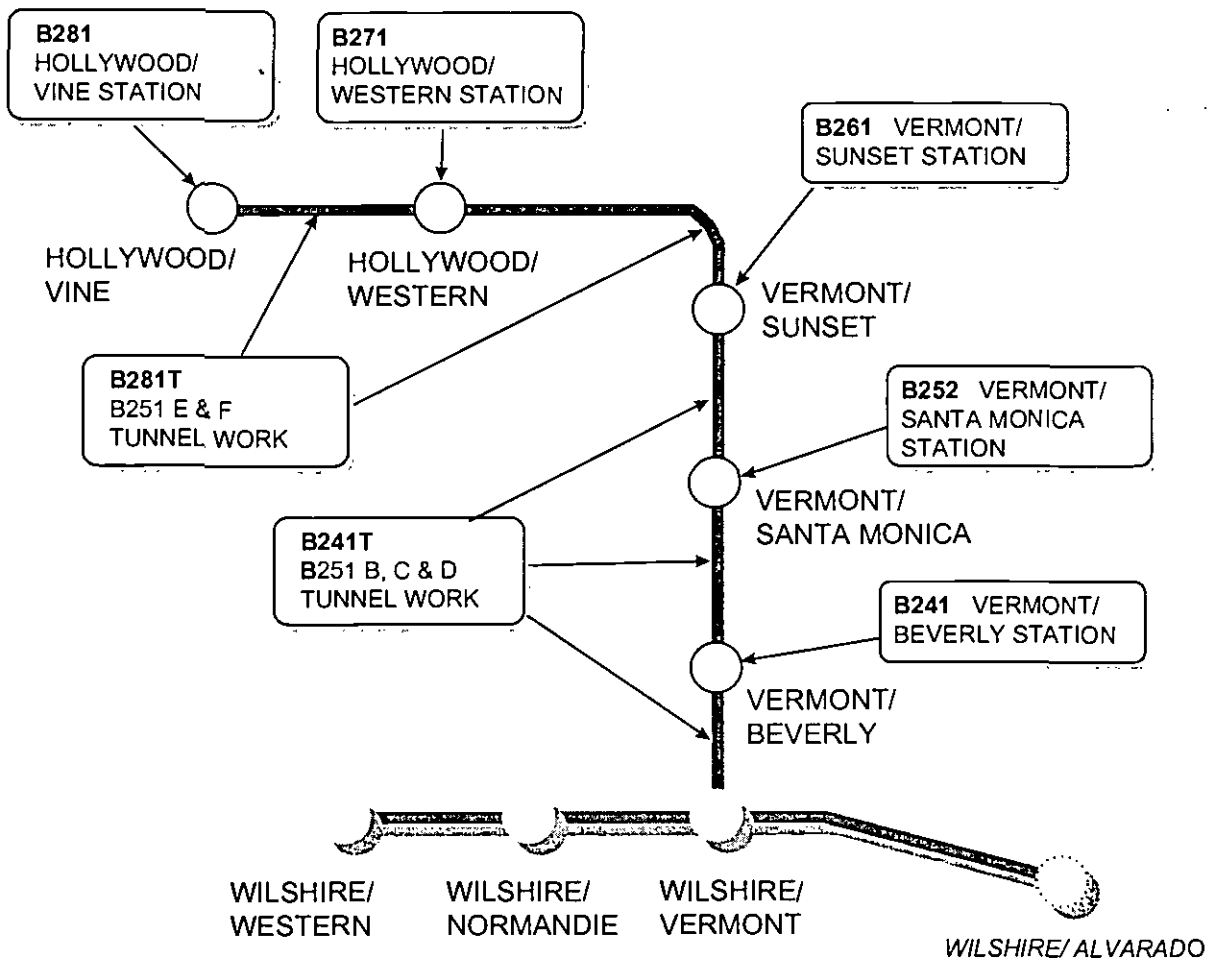 B281
HOLLYWOOD/
VINE STATION
B271
HOLLYWOOD/
WESTERN STATION
B261 VERMONT/
SUNSET STATION
HOLLYWOOD/
VINE
HOLLYWOOD/
WESTERN
VERMONT/
SUNSET
B281T
B251 E & F
TUNNEL WORK
B252 VERMONT/
SANTA MONICA
STATION
VERMONT/
SANTA MONICA
B241T
B251 B, C & D
TUNNEL WORK
B241 VERMONT/
BEVERLY STATION
VERMONT/
BEVERLY
WILSHIRE/
WESTERN
WILSHIRE/
NORMANDIE
WILSHIRE/
VERMONT
WILSHIRE/ ALVARADO